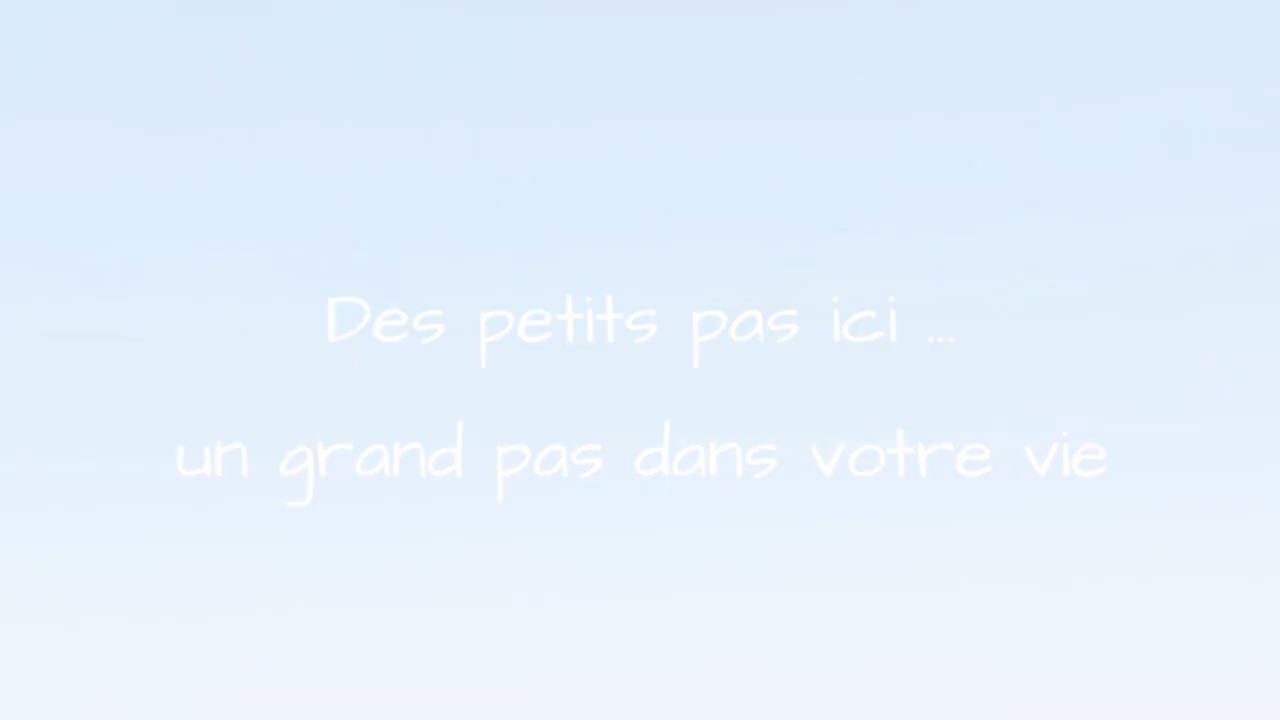 Des petits pas ici ...
un grand pas dans votre vie